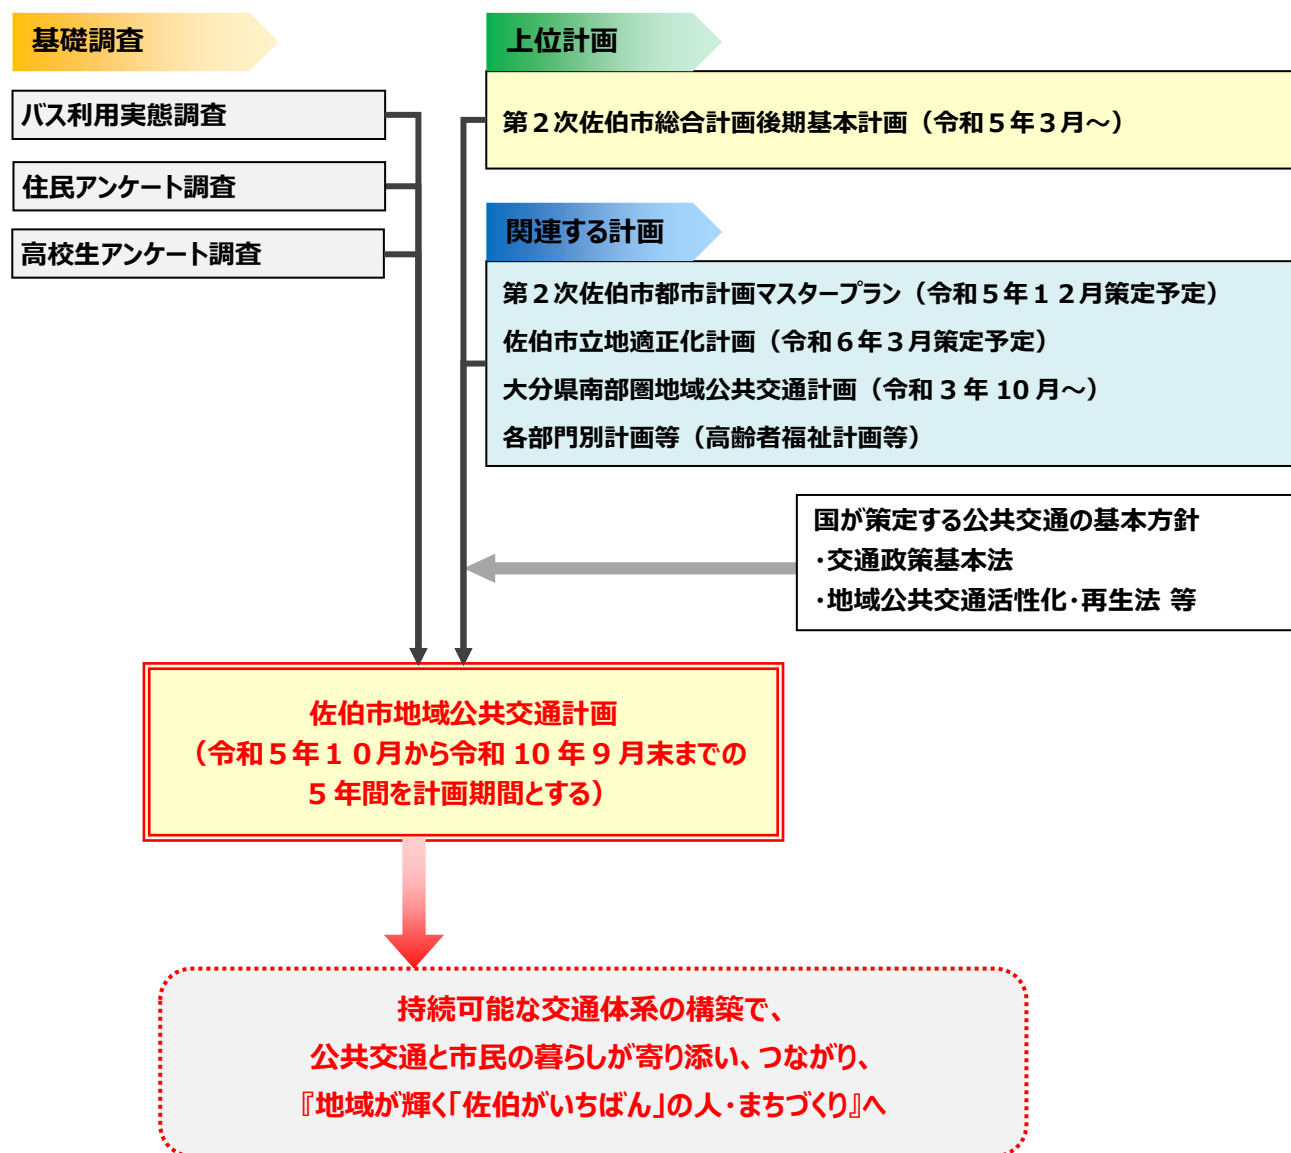 基礎調査
バス利用実態調査
住民アンケート調査
高校生アンケート調査
上位計画
第２次佐伯市総合計画後期基本計画（令和５年３月～）
関連する計画
第２次佐伯市都市計画マスタープラン（令和５年１２月策定予定）
佐伯市立地適正化計画（令和６年３月策定予定）
大分県南部圏地域公共交通計画（令和 3 年 10 月～）
各部門別計画等（高齢者福祉計画等）
国が策定する公共交通の基本方針
・交通政策基本法
・地域公共交通活性化・再生法 等
佐伯市地域公共交通計画
（令和５年１０月から令和 10 年 9 月末までの
5 年間を計画期間とする）
持続可能な交通体系の構築で、
公共交通と市民の暮らしが寄り添い、つながり、
『地域が輝く「佐伯がいちばん」の人・まちづくり』へ